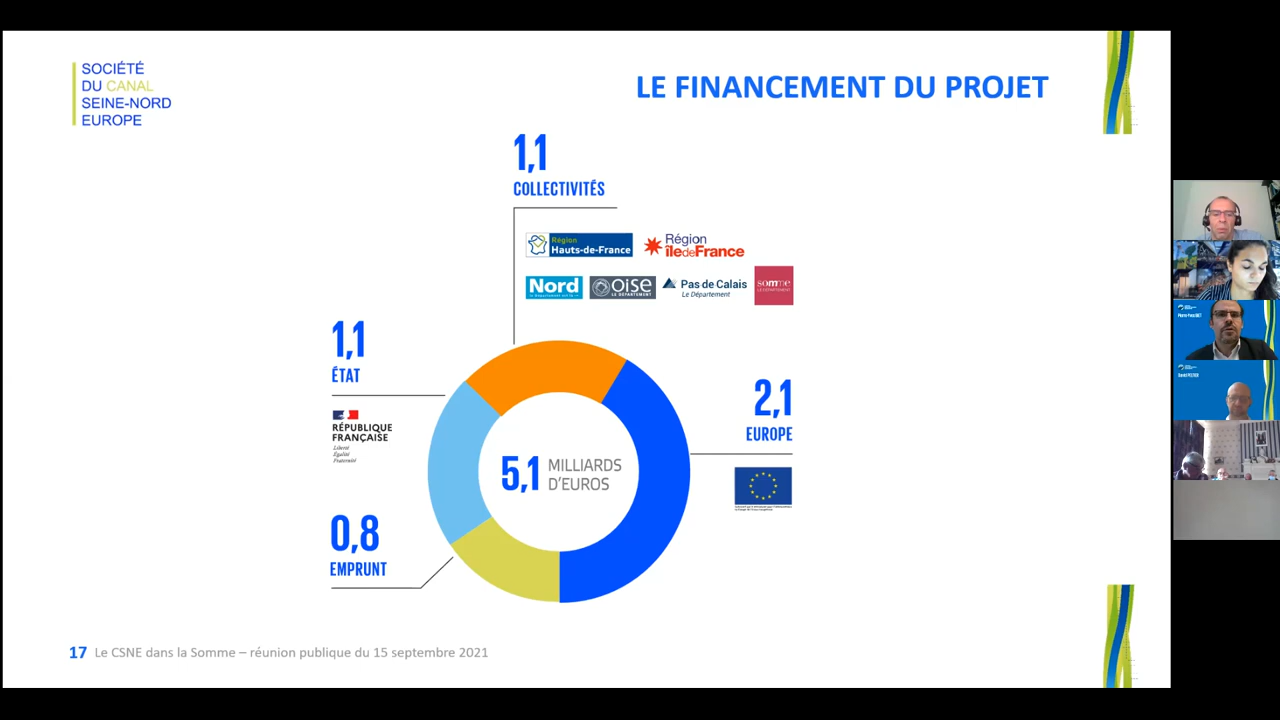 SOCIÉTÉ
DU CANAL
SEINE-NORD
EUROPE
LE FINANCEMENT DU PROJET
1,1
COLLECTIVITÉS
Région
Hauts-de-France
Région
îledeFrance
Nord
OISE
LE DÉPARTEMENT
Pas de Calais
Le Département
somme
LE DÉPARTEMENT
1,1
ÉTAT
RÉPUBLIQUE
FRANÇAISE
Liberté
Égalité
Fraternité
2,1
EUROPE
5,1 MILLIARDS
D'EUROS
0,8
EMPRUNT
17 Le CSNE dans la Somme – réunion publique du 15 septembre 2021